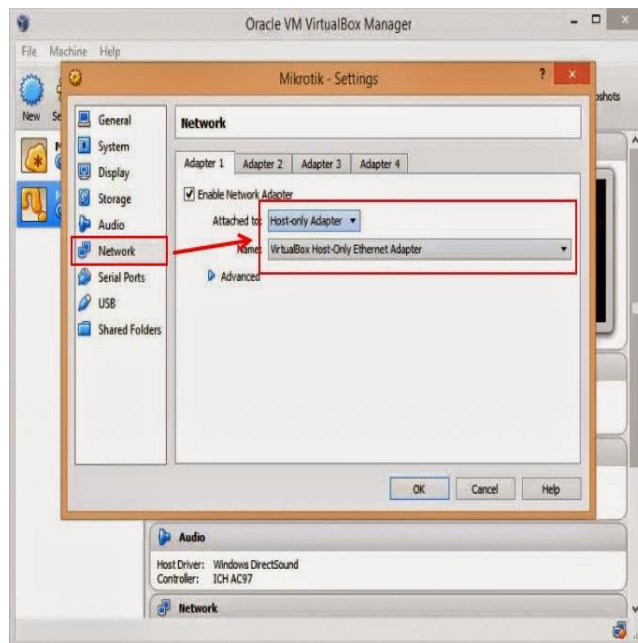 Oracle VM VirtualBox Manager
File Machine Help
Mikrotik - Settings
New
pshots
General
System
Display
Storage
Audio
Network
Serial Ports
USB
Shared Folders
Network
Adapter 1 Adapter 2 Adapter 3 Adapter 4
Enable Network Adapter
Attached to: Host-only Adapter
Name: VirtualBox Host-Only Ethernet Adapter
Advanced
OK Cancel Help
Audio
Host Driver: Windows DirectSound
Controller: ICH AC97
Network